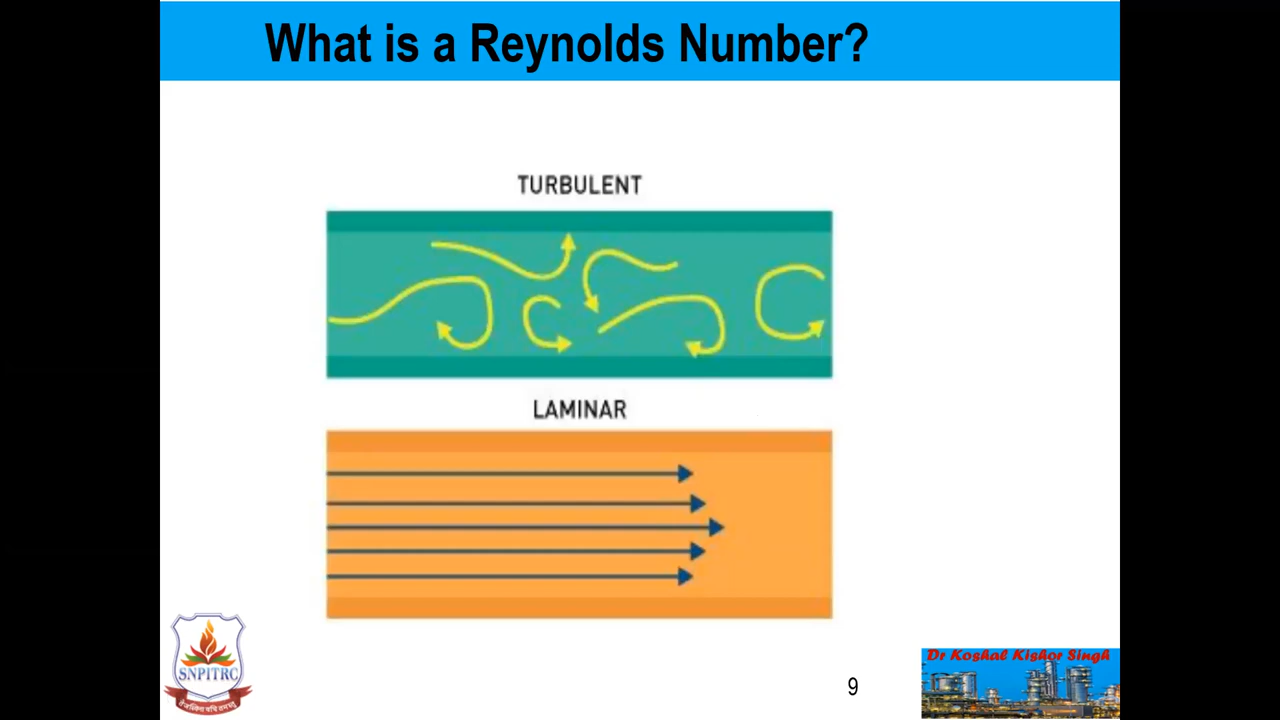 What is a Reynolds Number?
TURBULENT
LAMINAR
SNPITRC
9
Dr Koshal Kishor Singh